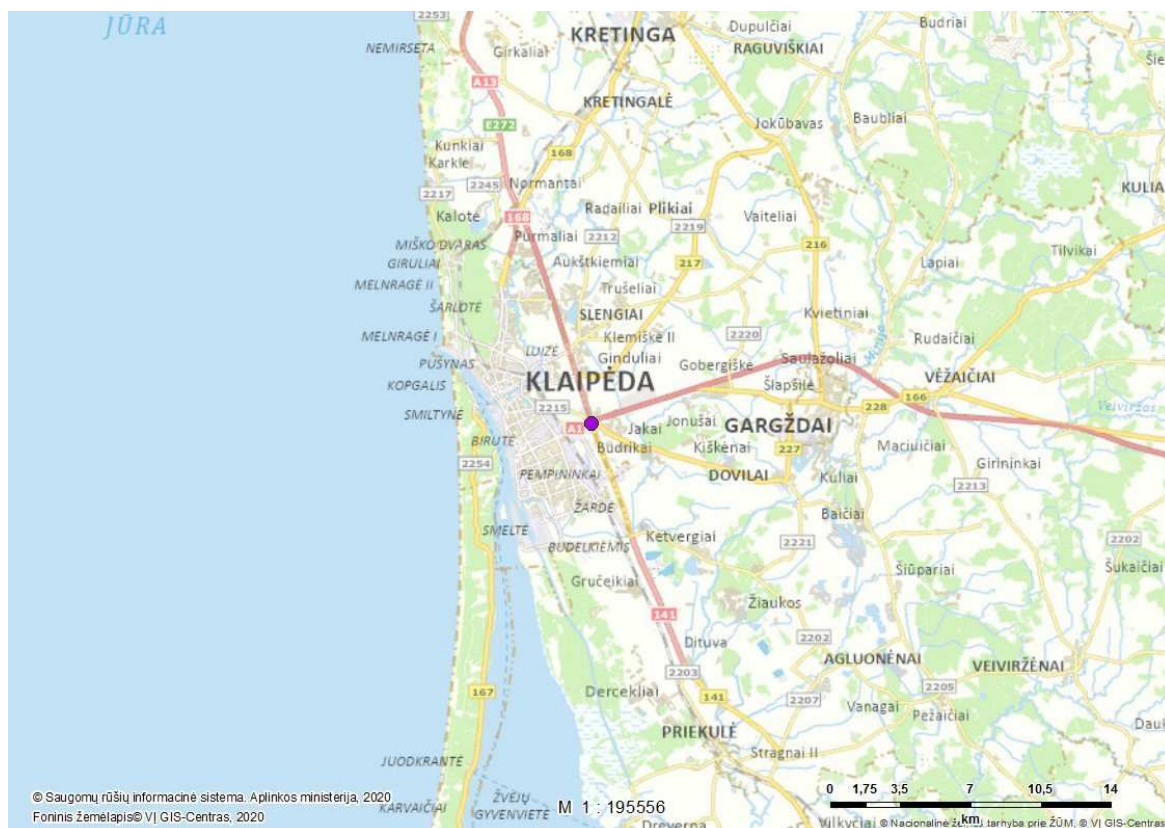 2253
Dupulčiai
Budriai
JŪRA
KRETINGA
NEMIRSETA
Girkaliai
RAGUVIŠKIAI
A13
KRETINGALĖ
Baubliai
E272
Jokūbavas
Kunkiai
168
Karklė
2217
2245
Normantai
KULIA
Kalotė
168
Radailiai
Plikiai
Vaiteliai
2219
Purmaliai
2212
216
MIŠKO DVARAS
Tilvikai
GIRULIAI
Aukštkiemiai
217
Lapiai
MELNRAGĖ II
Trušeliai
ŠARLOTĖ
SLENGIAI
Kvietiniai
MELNRAGĖ I
Klemiškė II
2220
Rudaičiai
LUIZĖ
Ginduliai
Saulažoliai
Minija
PUŠYNAS
Gobergiškė
KOPGALIS
KLAIPĖDA
Šlapšilė
VĖŽAIČIAI
166
SMILTYNĖ
2215
228
Veiviržas
A1
Jakai
Jonušai
GARGŽDAI
BIRUTĖ
Budrikai
Kiškėnai
227
Maciuičiai
2254
Girininkai
PEMPININKAI
DOVILAI
Kuliai
2213
ŽARDĖ
Baičiai
SMELTĖ
Ketvergiai
2221
2202
BUDELKIEMIS
Šiūpariai
Šukaičiai
Gručeikiai
Žiaukos
141
2202
Dituva
AGLUONĖNAI
VEIVIRŽĖNAI
2203
167
Derceklial
141
2207
2205
Vanagai
Pėžaičiai
Dauk
PRIEKULĖ
Stragnai II
JUODKRANTĖ
0 1,75 3,5 7 10,5 14
km
© Saugomų rūšių informacinė sistema. Aplinkos ministerija, 2020
KARVAIČIAI
ŽVEJŲ
GYVENVIETĖ
M 1 : 195556
Foninis žemėlapis© VĮ GIS-Centras, 2020
Dreverna
Vilkyčiai
© Nacionalinė žemės tarnyba prie ŽŪM, © VĮ GIS-Centras